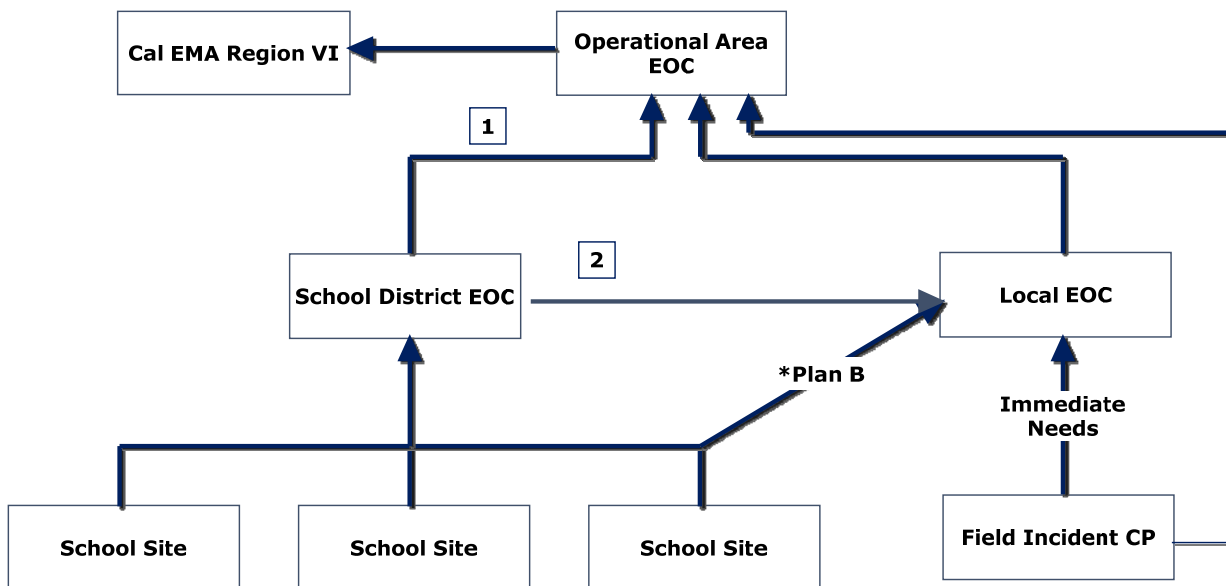 Cal EMA Region VI
Operational Area
EOC
1
2
School District EOC
Local EOC
*Plan B
Immediate
Needs
School Site
School Site
School Site
Field Incident CP